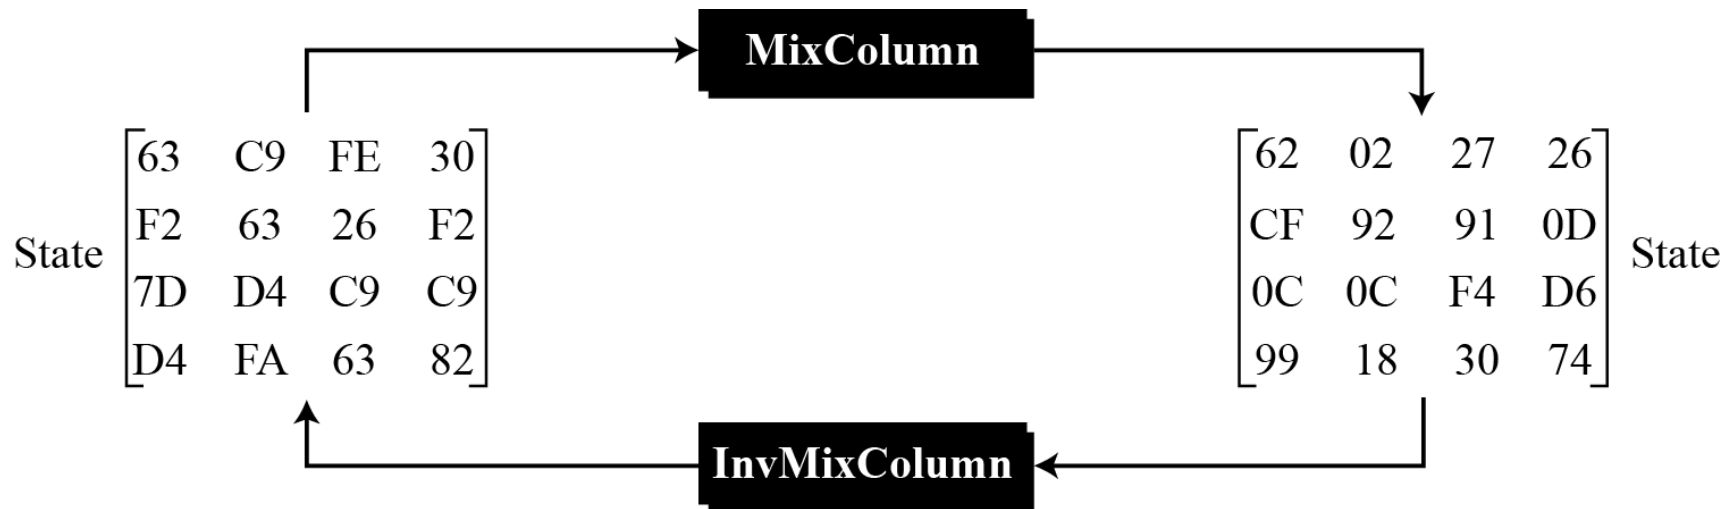 MixColumn
63 C9 FE 30
F2 63 26 F2
7D D4 C9 C9
D4 FA 63 82
State
62 02 27 26
CF 92 91 0D
0C 0C F4 D6
99 18 30 74
State
InvMixColumn